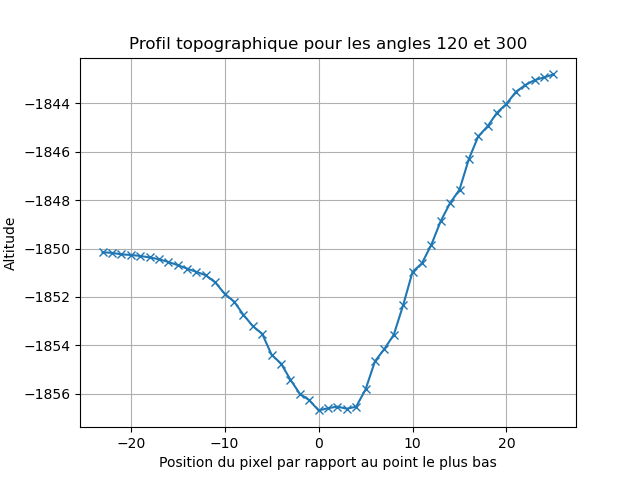 Profil topographique pour les angles 120 et 300
Altitude
−1844
−1846
−1848
−1850
−1852
−1854
−1856
−20 −10 0 10 20
Position du pixel par rapport au point le plus bas